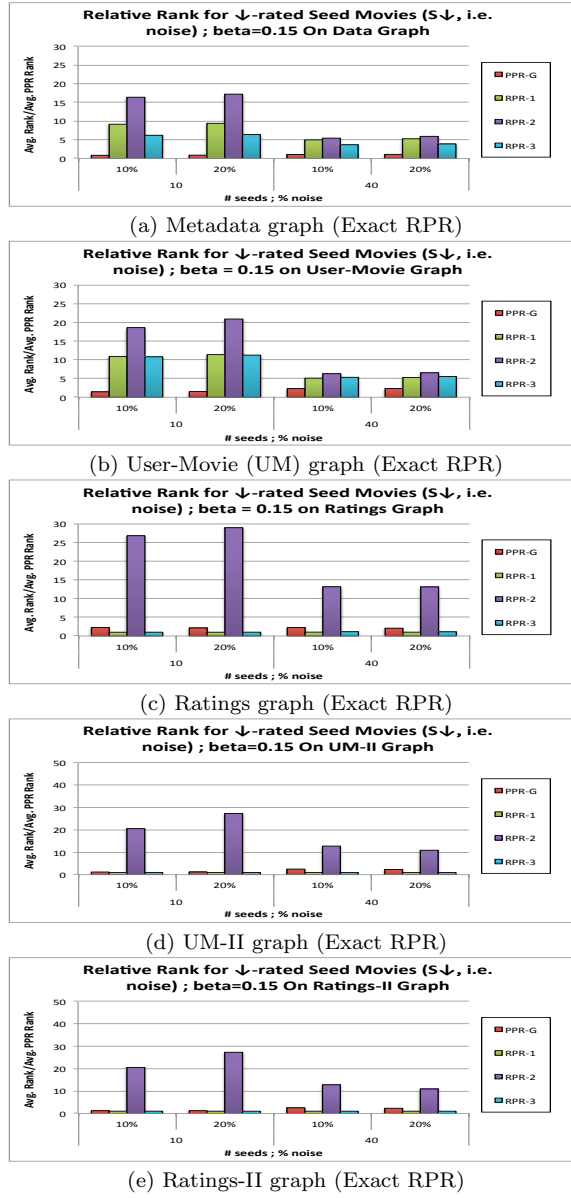 Relative Rank for ↓-rated Seed Movies (S↓, i.e.
noise) ; beta=0.15 On Data Graph
Avg. Rank/Avg. PPR Rank
30
25
20
15
10
5
0
10% 20% 10% 20%
10 40
# seeds ; % noise
PPR-G
RPR-1
RPR-2
RPR-3
(a) Metadata graph (Exact RPR)
Relative Rank for ↓-rated Seed Movies (S↓, i.e.
noise) ; beta = 0.15 on User-Movie Graph
Avg. Rank/Avg. PPR Rank
30
25
20
15
10
5
0
10% 20% 10% 20%
10 40
# seeds ; % noise
PPR-G
RPR-1
RPR-2
RPR-3
(b) User-Movie (UM) graph (Exact RPR)
Relative Rank for ↓-rated Seed Movies (S↓, i.e.
noise) ; beta = 0.15 on Ratings Graph
Avg. Rank/Avg. PPR Rank
30
25
20
15
10
5
0
10% 20% 10% 20%
10 40
# seeds ; % noise
PPR-G
RPR-1
RPR-2
RPR-3
(c) Ratings graph (Exact RPR)
Relative Rank for ↓-rated Seed Movies (S↓, i.e.
noise) ; beta=0.15 On UM-II Graph
Avg. Rank/Avg. PPR Rank
50
40
30
20
10
0
10% 20% 10% 20%
10 40
# seeds ; % noise
PPR-G
RPR-1
RPR-2
RPR-3
(d) UM-II graph (Exact RPR)
Relative Rank for ↓-rated Seed Movies (S↓, i.e.
noise) ; beta=0.15 On Ratings-II Graph
Avg. Rank/Avg. PPR Rank
50
40
30
20
10
0
10% 20% 10% 20%
10 40
# seeds ; % noise
PPR-G
RPR-1
RPR-2
RPR-3
(e) Ratings-II graph (Exact RPR)